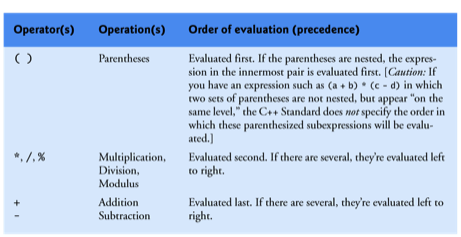 Operator(s) Operation(s) Order of evaluation (precedence)
( ) Parentheses Evaluated first. If the parentheses are nested, the expres-
sion in the innermost pair is evaluated first. [Caution: If
you have an expression such as (a + b) * (c - d) in which
two sets of parentheses are not nested, but appear “on the
same level,” the C++ Standard does not specify the order in
which these parenthesized subexpressions will be evalu-
ated.]
*, /, % Multiplication, Evaluated second. If there are several, they’re evaluated left
Division, to right.
Modulus
+ Addition Evaluated last. If there are several, they’re evaluated left to
- Subtraction right.